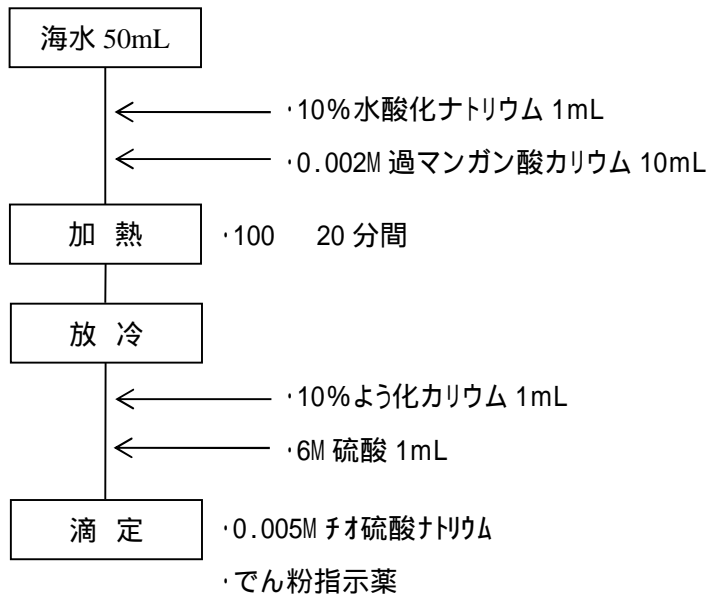 海水 50mL
·10%水酸化ナトリウム 1mL
·0.002M 過マンガン酸カリウム 10mL
加 熱 ·100 20 分間
放 冷
·10%よう化カリウム 1mL
·6M 硫酸 1mL
滴 定 ·0.005M チオ硫酸ナトリウム
·でん粉指示薬